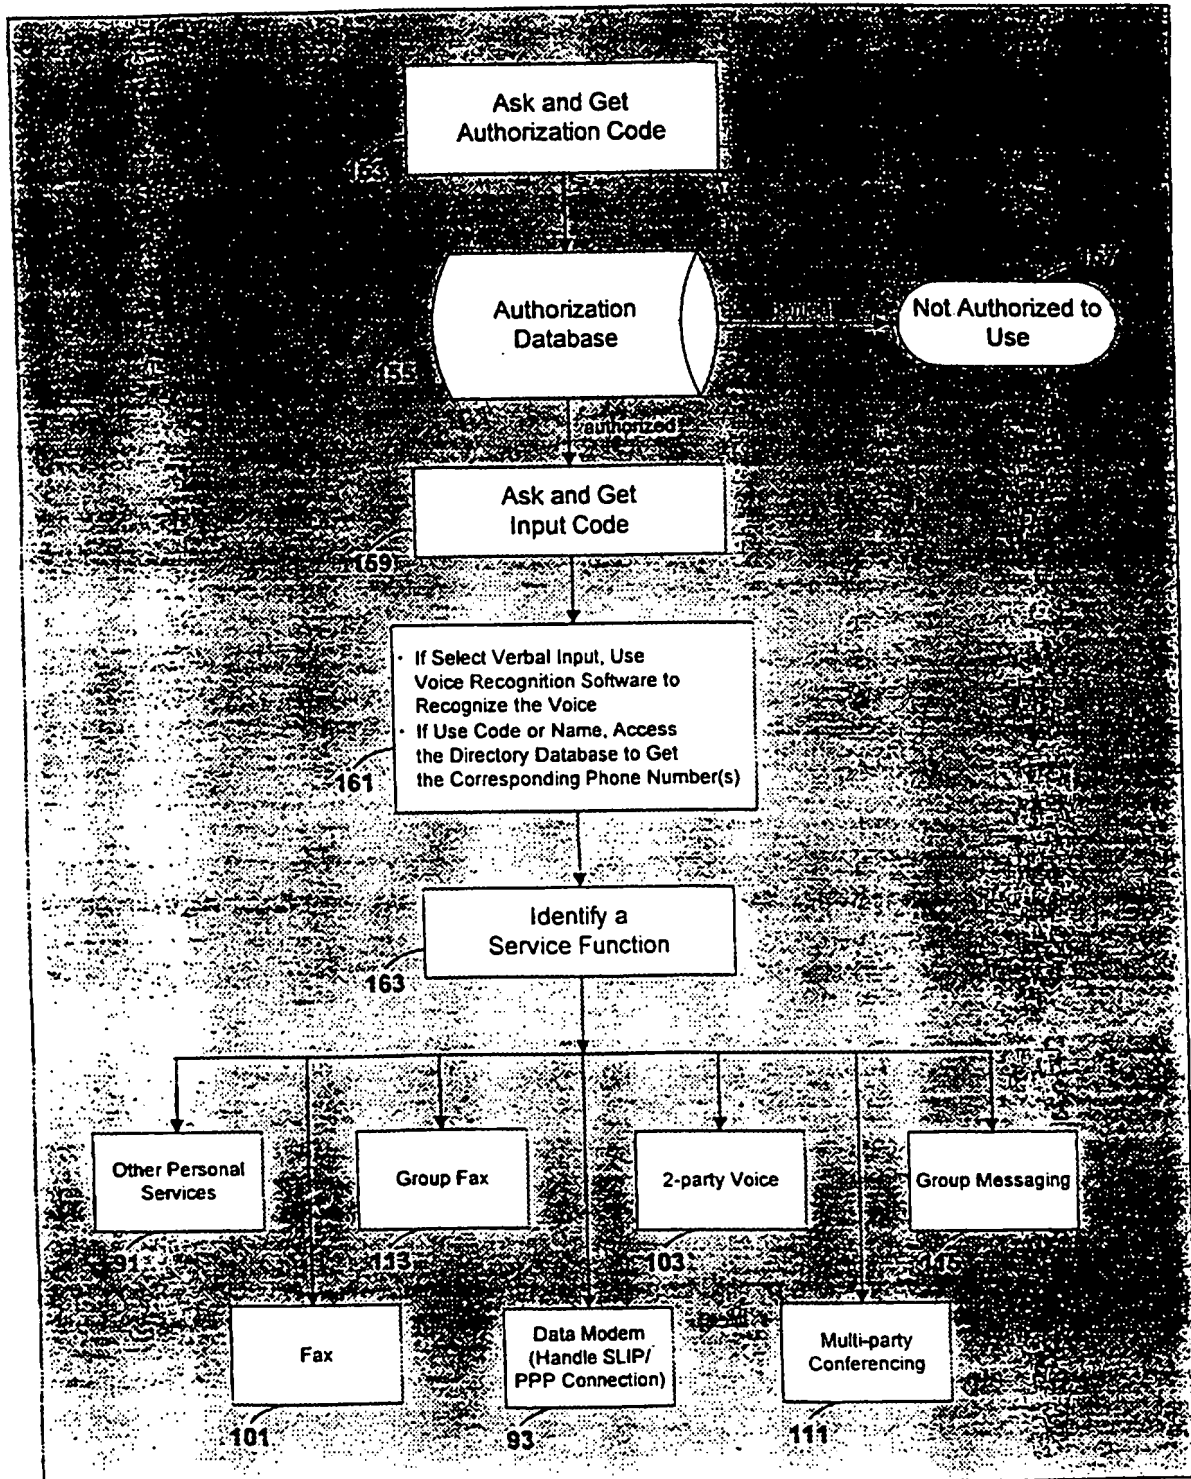 Ask and Get
Authorization Code
153
157
Authorization
Database
Not Authorized to
Use
155
authorized
Ask and Get
Input Code
159
· If Select Verbal Input, Use
Voice Recognition Software to
Recognize the Voice
· If Use Code or Name, Access
the Directory Database to Get
the Corresponding Phone Number(s)
161
Identify a
Service Function
163
Other Personal
Services
Group Fax
2-party Voice
Group Messaging
91
113
103
115
Fax
Data Modem
(Handle SLIP/
PPP Connection)
Multi-party
Conferencing
101
93
111